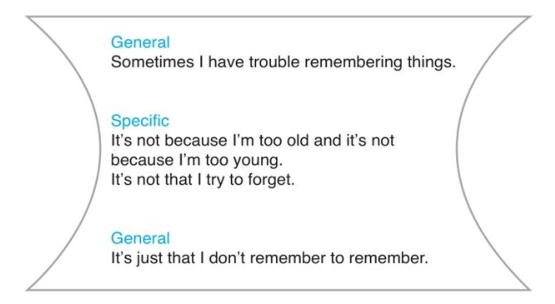 General
Sometimes I have trouble remembering things.
Specific
It's not because I'm too old and it's not
because I'm too young.
It's not that I try to forget.
General
It's just that I don't remember to remember.